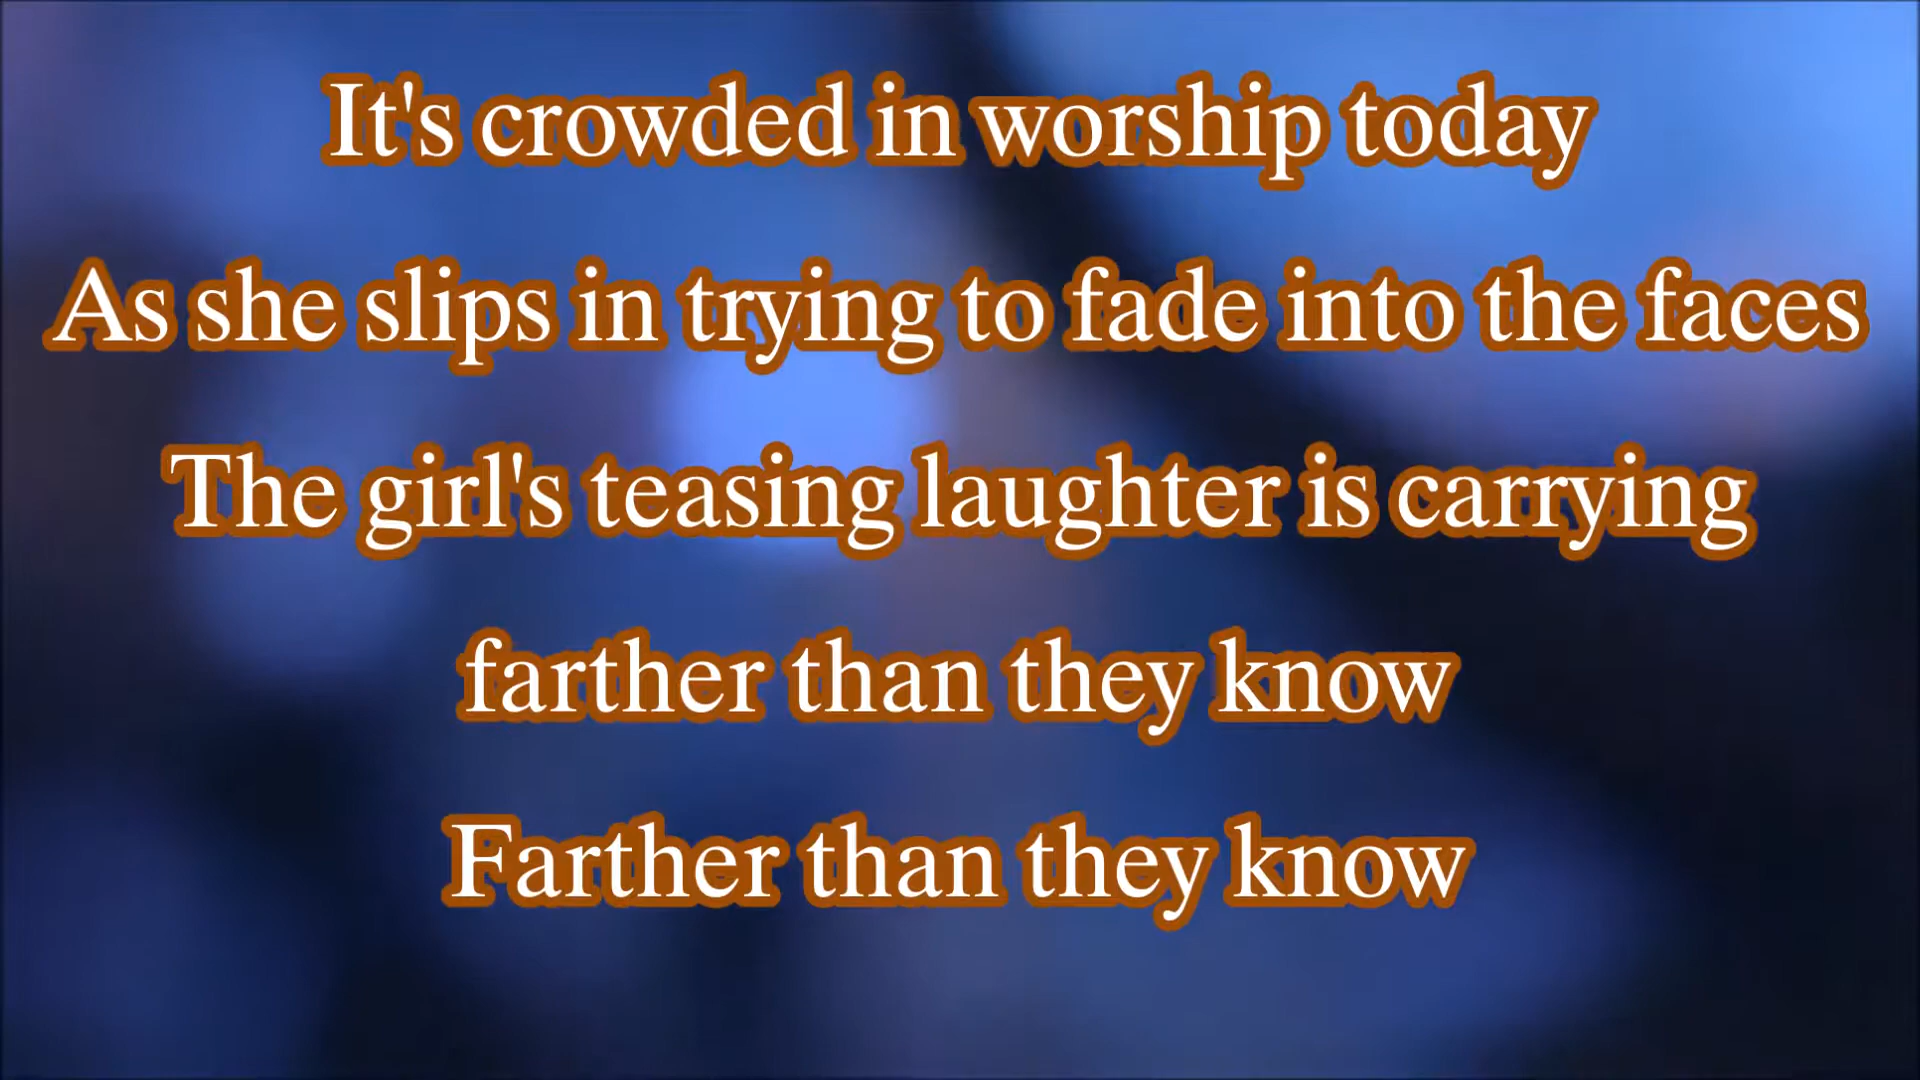 It's crowded in worship today
As she slips in trying to fade into the faces
The girl's teasing laughter is carrying
farther than they know
Farther than they know